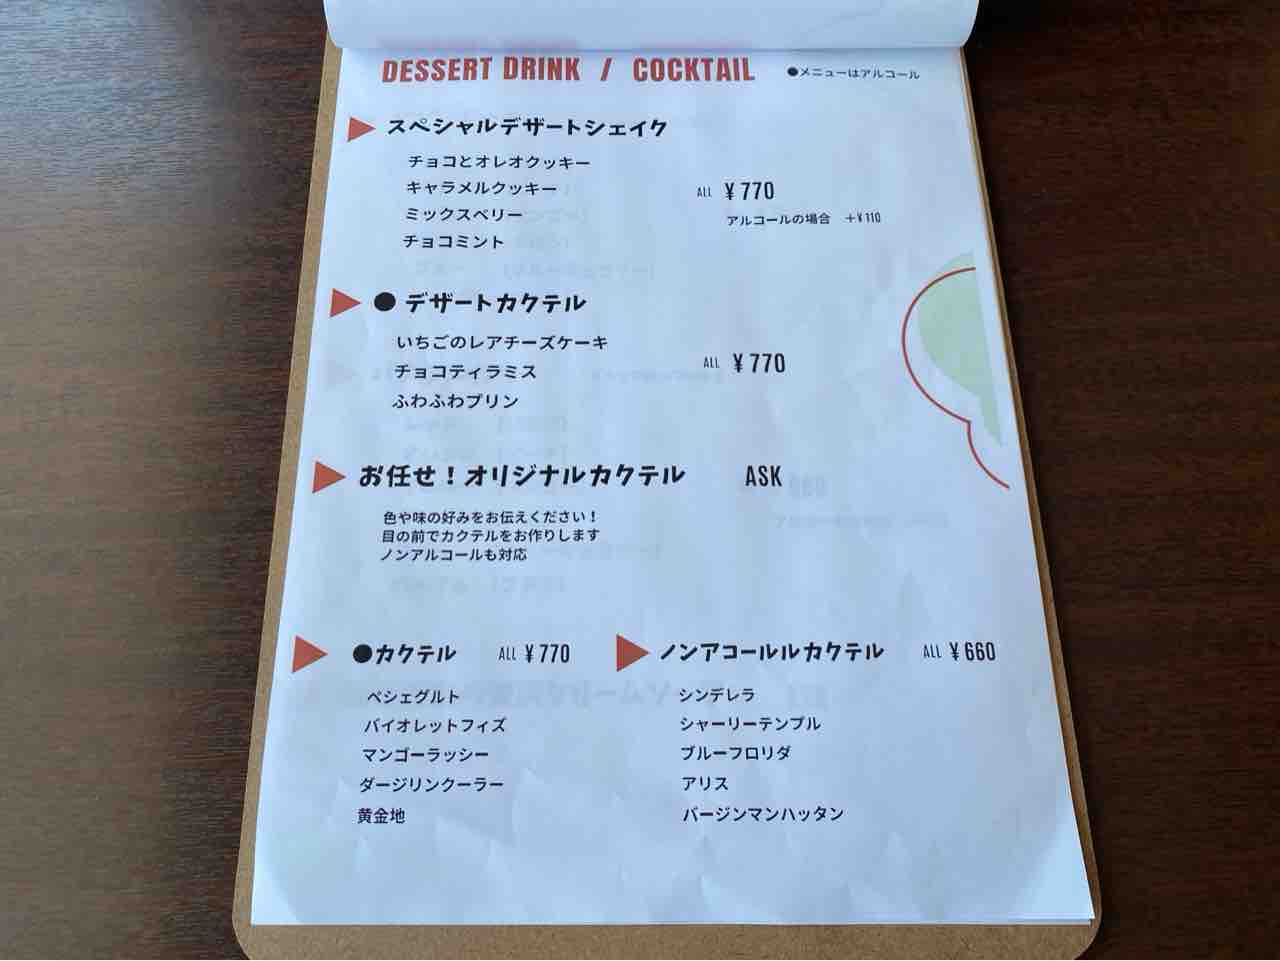 DESSERT DRINK / COCKTAIL ●メニューはアルコール
スペシャルデザートシェイク
チョコとオレオクッキー
キャラメルクッキー
ミックスベリー
チョコミント
ALL ¥770
アルコールの場合 +¥110
● デザートカクテル
いちごのレアチーズケーキ
チョコティラミス
ふわふわプリン
ALL ¥770
お任せ!オリジナルカクテル ASK
色や味の好みをお伝えください!
目の前でカクテルをお作りします
ノンアルコールも対応
●カクテル ALL ¥770
ペシェグルト
バイオレットフィズ
マンゴーラッシー
ダージリンクーラー
黄金地
ノンアコールルカクテル ALL ¥660
シンデレラ
シャーリーテンプル
ブルーフロリダ
アリス
バージンマンハッタン